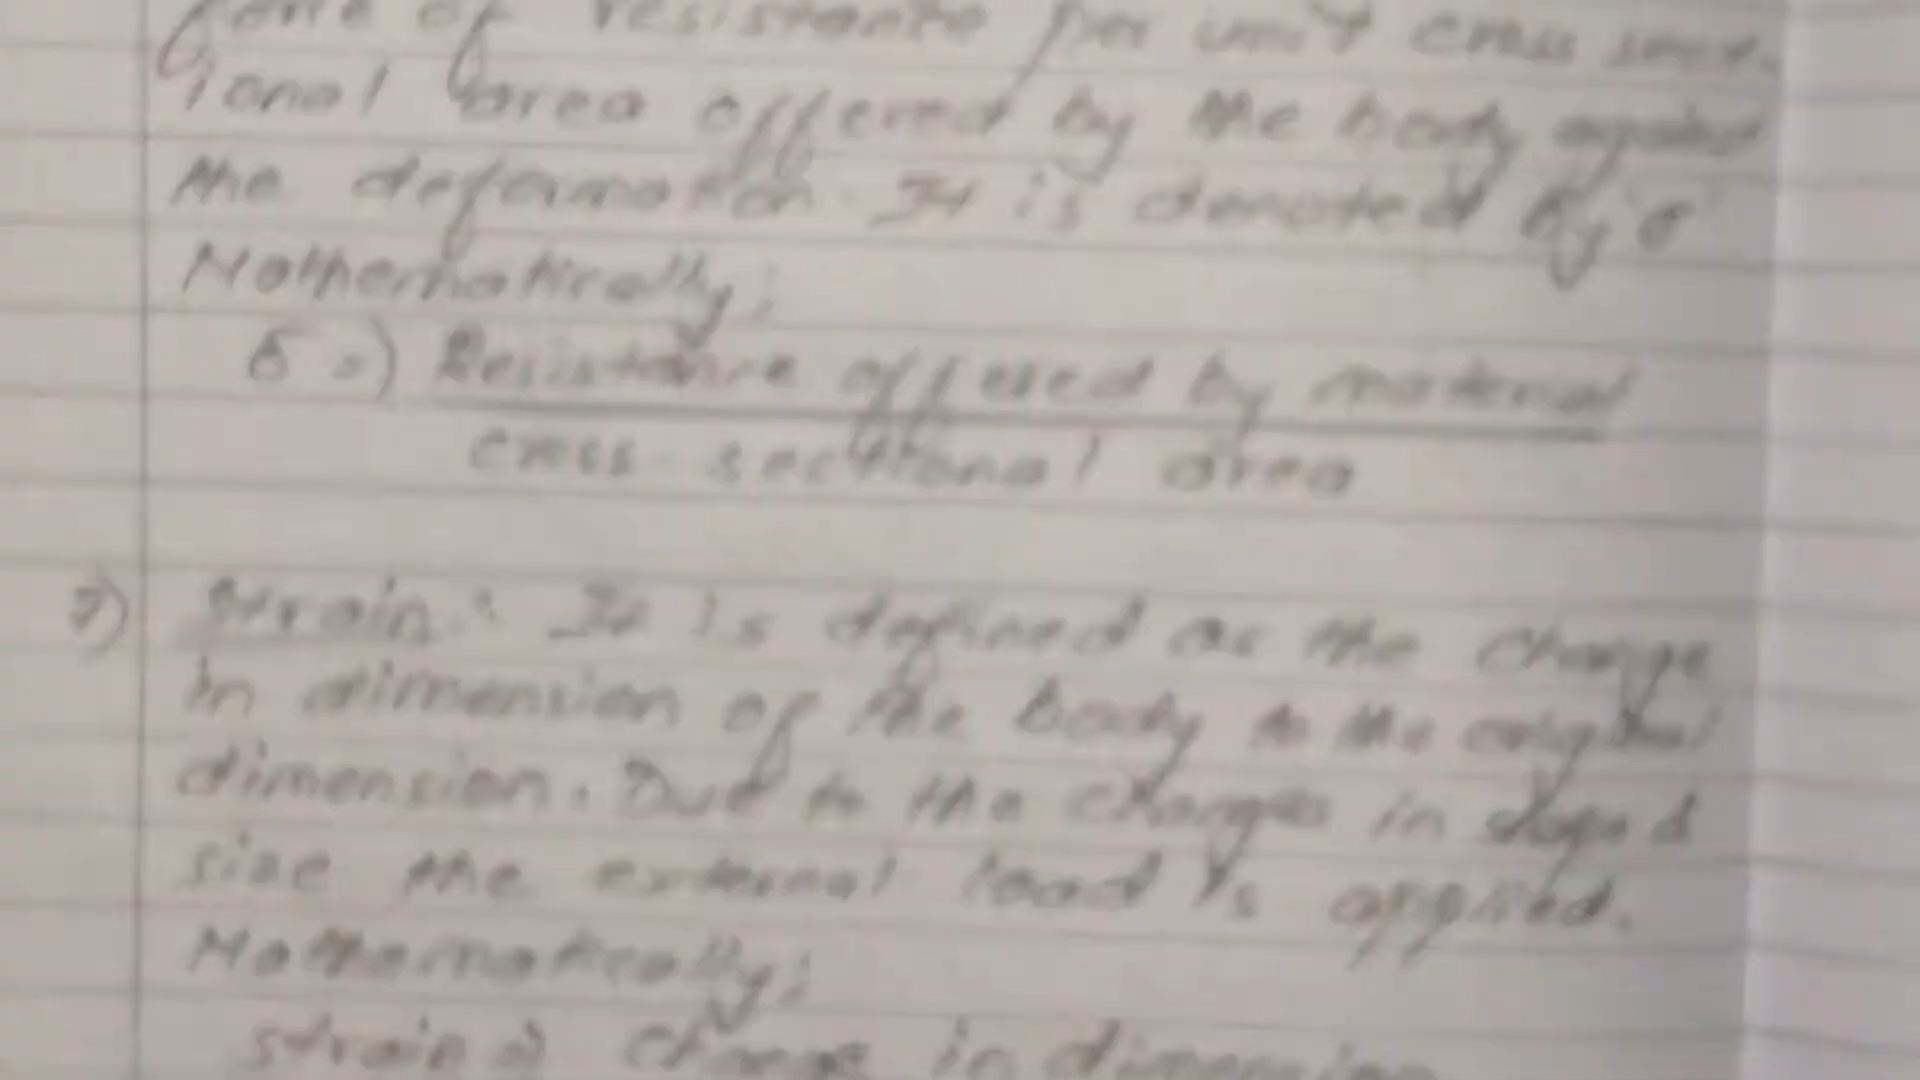 force of resistance per unit cross sect-
ional area offered by the body against
the deformation. It is denoted by 'σ'
Mathematically;
σ => Resistance offered by material
cross sectional area
2) Strain : It is defined as the change
in dimension of the body to the original
dimension. Due to the changes in shape &
size the external load is applied.
Mathematically;
strain => change in dimension